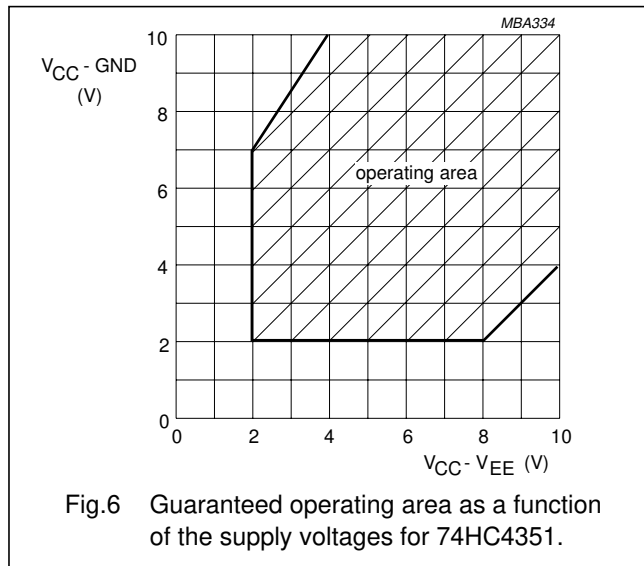 MBA334
10
V_CC - GND
(V)
8
operating area
6
4
2
0
0 2 4 6 8 10
V_CC - V_EE (V)
Fig.6 Guaranteed operating area as a function
of the supply voltages for 74HC4351.